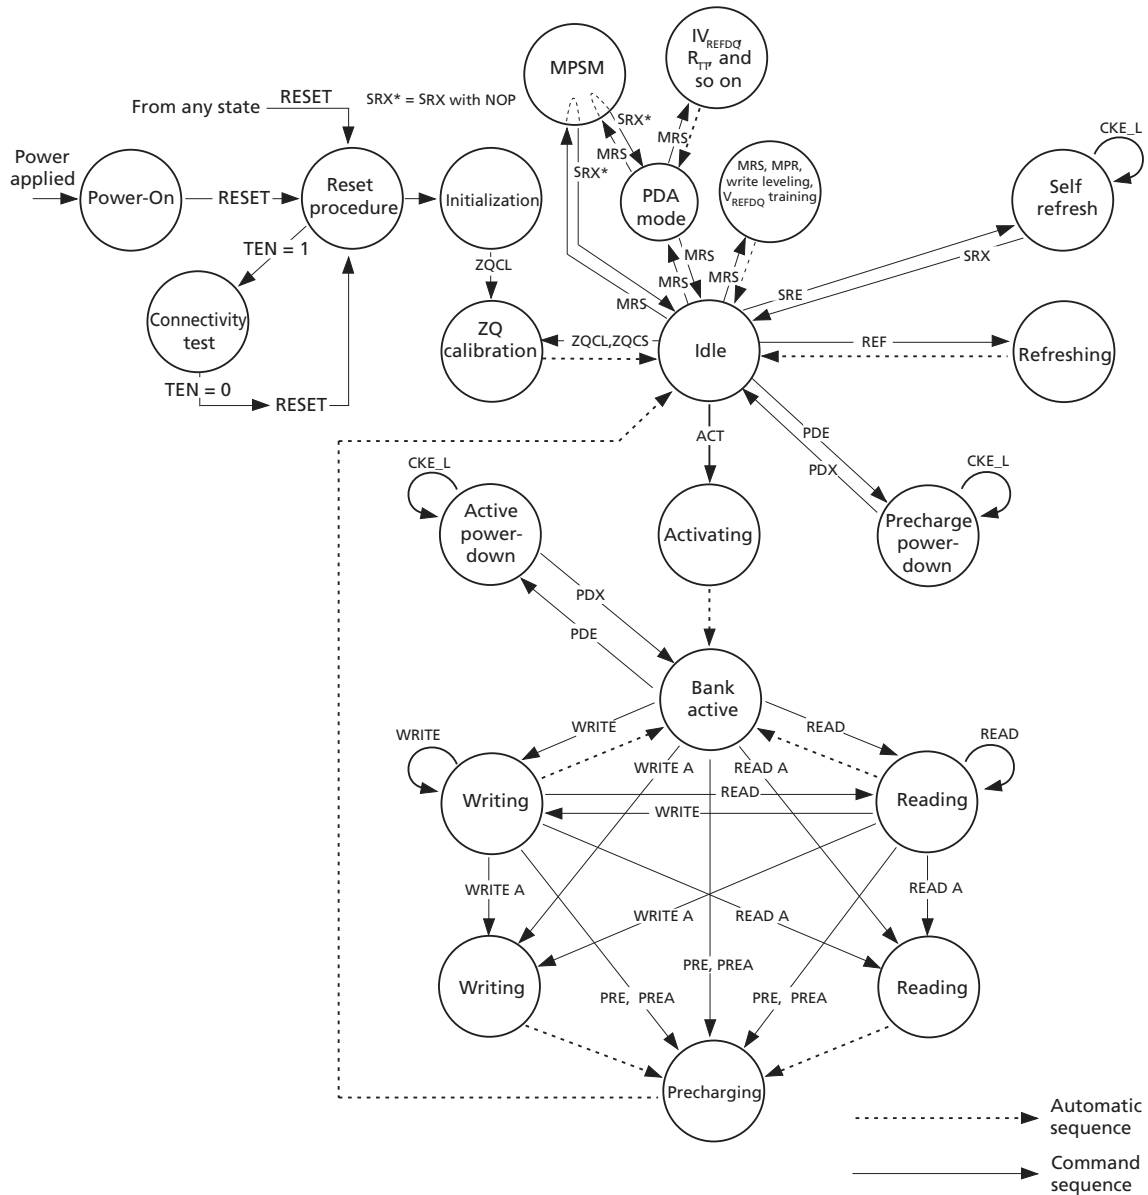 IV_REFDQ,
R_TT, and
so on
MPSM
From any state
RESET
SRX* = SRX with NOP
SRX*
MRS
MRS
SRX*
CKE_L
Power
applied
Power-On
RESET
Reset
procedure
Initialization
PDA
mode
MRS, MPR,
write leveling,
V_REFDQ training
Self
refresh
TEN = 1
ZQCL
MRS
MRS
MRS
MRS
SRE
SRX
Connectivity
test
ZQ
calibration
ZQCL,ZQCS
Idle
REF
Refreshing
TEN = 0
RESET
ACT
PDE
PDX
CKE_L
CKE_L
Active
power-
down
Activating
Precharge
power-
down
PDX
PDE
Bank
active
WRITE
READ
WRITE
READ
WRITE A
READ A
Writing
READ
WRITE
Reading
WRITE A
READ A
WRITE A
READ A
PRE, PREA
Writing
PRE, PREA
PRE, PREA
Reading
Precharging
Automatic
sequence
Command
sequence